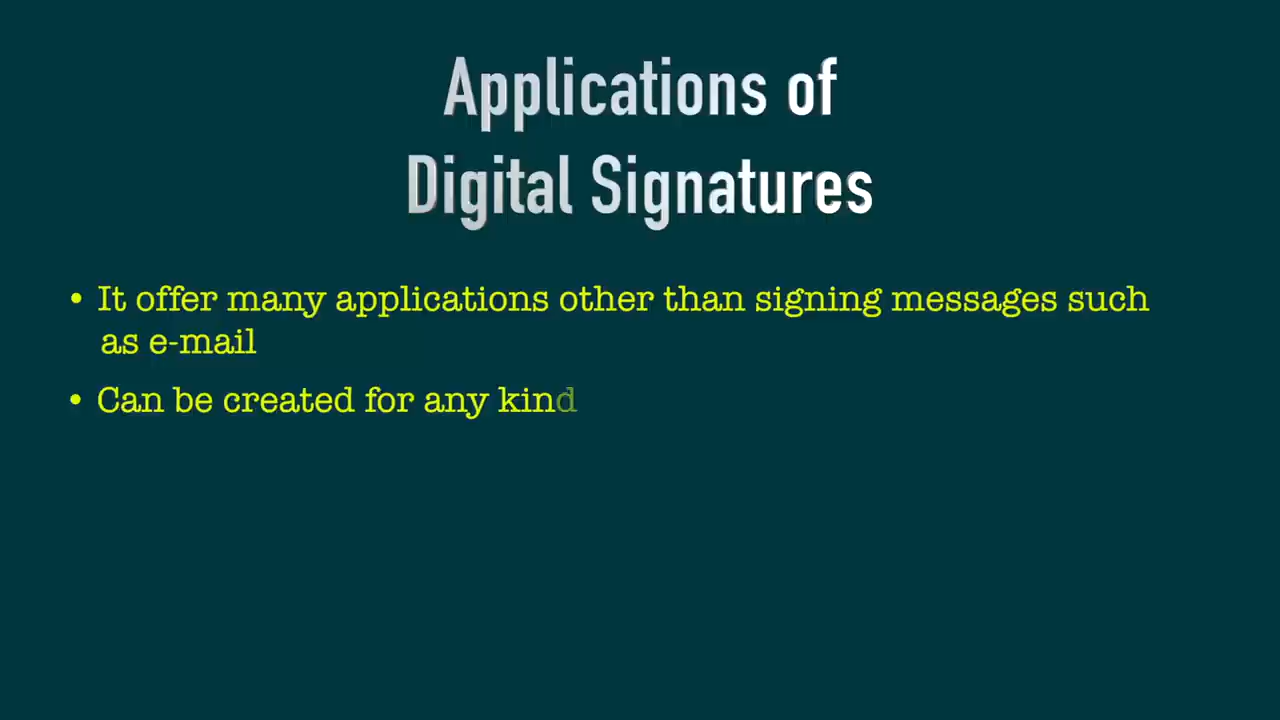 Applications of
Digital Signatures
• It offer many applications other than signing messages such
as e-mail
• Can be created for any kind